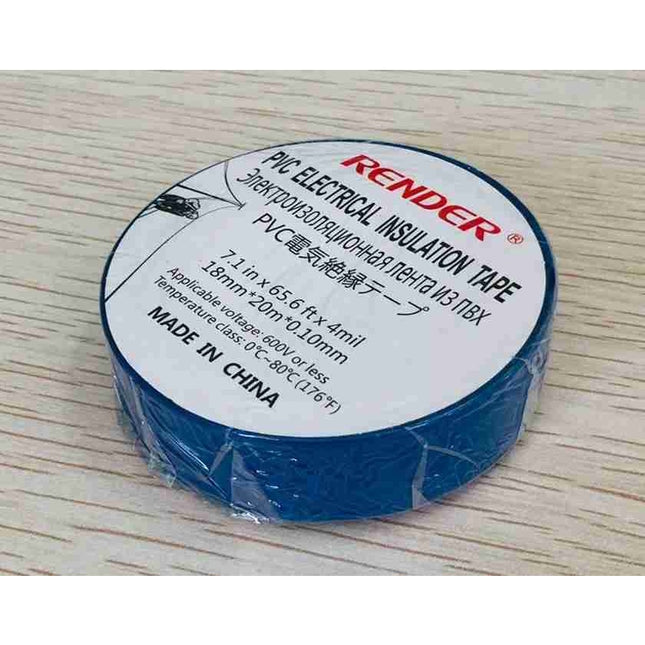 RENDER®
PVC ELECTRICAL INSULATION TAPE
Электроизоляционная лента из ПВХ
PVC電気絶縁テープ
7.1 in x 65.6 ft x 4mil
18mm*20m*0.10mm
Applicable voltage: 600V or less
Temperature class: 0℃~80℃(176℉)
MADE IN CHINA